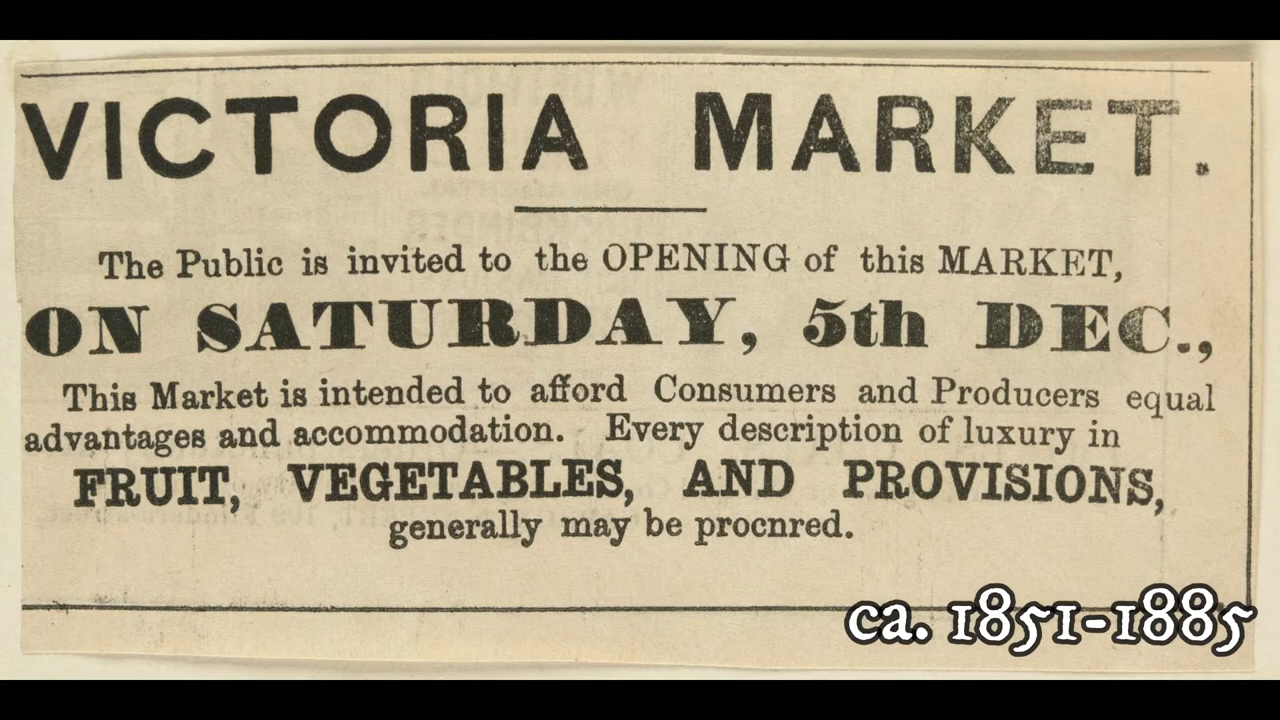 VICTORIA MARKET.
The Public is invited to the OPENING of this MARKET,
ON SATURDAY, 5th DEC.,
This Market is intended to afford Consumers and Producers equal
advantages and accommodation. Every description of luxury in
FRUIT, VEGETABLES, AND PROVISIONS,
generally may be procnred.
ca. 1851-1885